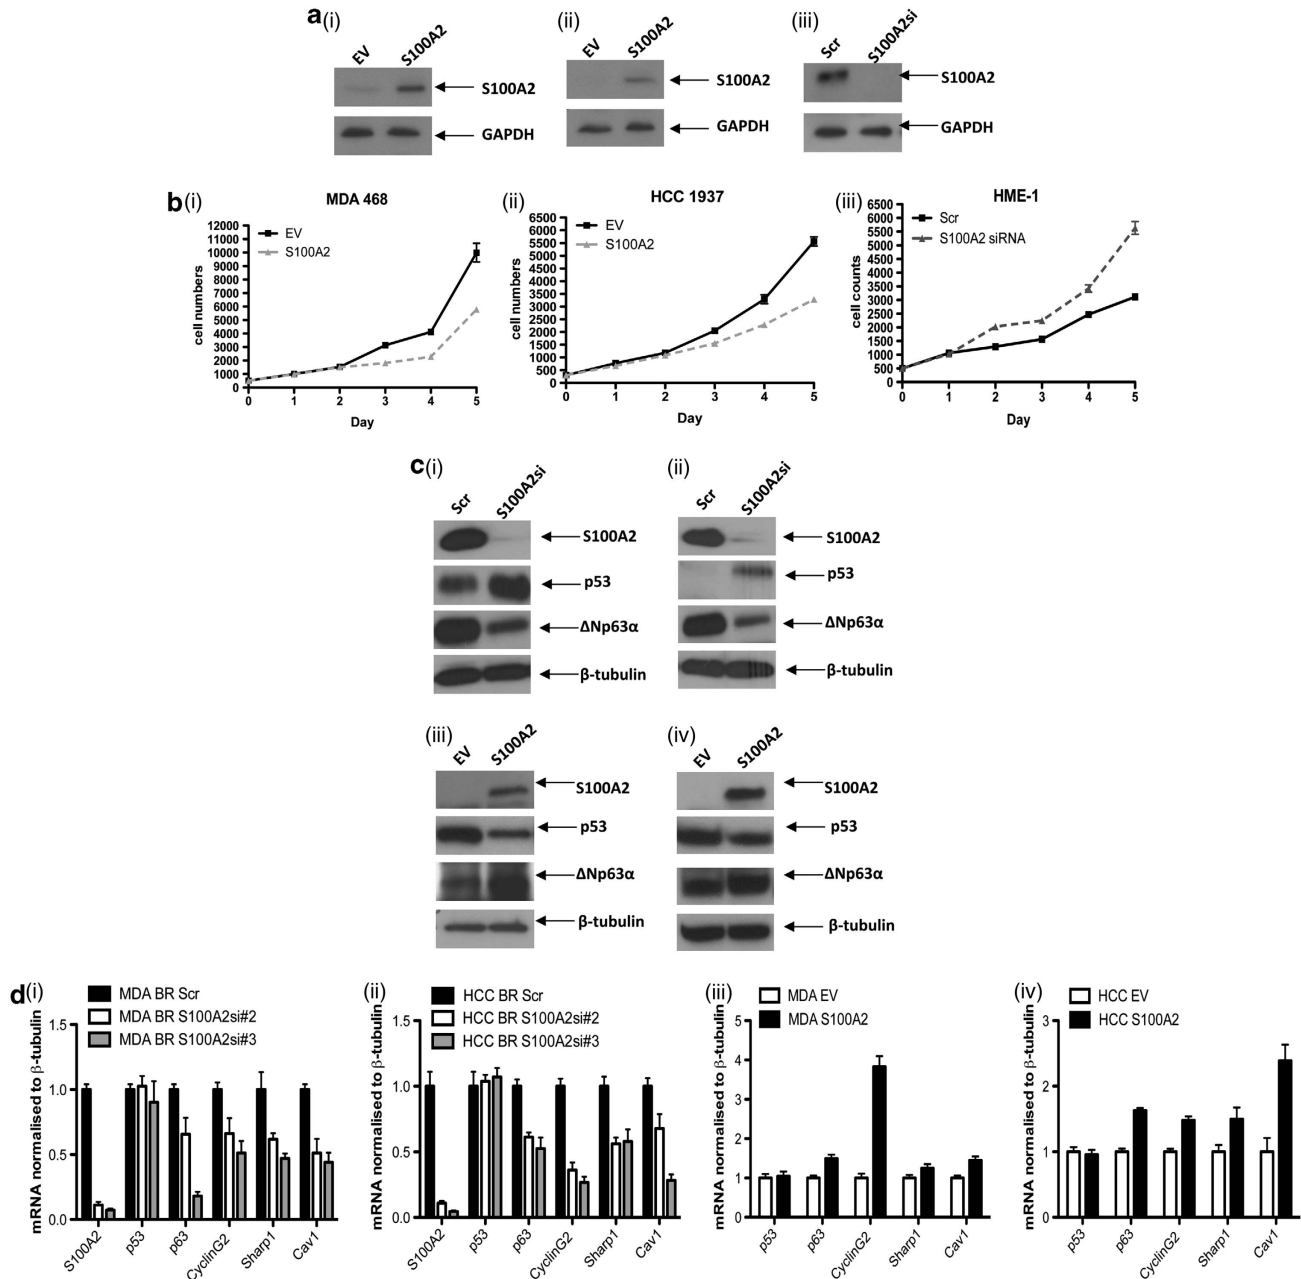 a (i)
EV
S100A2
S100A2
GAPDH
(ii)
EV
S100A2
S100A2
GAPDH
(iii)
Scr
S100A2si
S100A2
GAPDH
b (i)
MDA 468
EV
S100A2
cell numbers
12000
11000
10000
9000
8000
7000
6000
5000
4000
3000
2000
1000
0
0 1 2 3 4 5
Day
(ii)
HCC 1937
EV
S100A2
cell numbers
6500
6000
5500
5000
4500
4000
3500
3000
2500
2000
1500
1000
500
0
0 1 2 3 4 5
Day
(iii)
HME-1
Scr
S100A2 siRNA
cell counts
6500
6000
5500
5000
4500
4000
3500
3000
2500
2000
1500
1000
500
0
0 1 2 3 4 5
Day
c (i)
Scr
S100A2si
S100A2
p53
ΔNp63α
β-tubulin
(ii)
Scr
S100A2si
S100A2
p53
ΔNp63α
β-tubulin
(iii)
EV
S100A2
S100A2
p53
ΔNp63α
β-tubulin
(iv)
EV
S100A2
S100A2
p53
ΔNp63α
β-tubulin
d (i)
MDA BR Scr
MDA BR S100A2si#2
MDA BR S100A2si#3
mRNA normalised to β-tubulin
1.5
1.0
0.5
0.0
S100A2 p53 p63 CyclinG2 Sharp1 Cav1
(ii)
HCC BR Scr
HCC BR S100A2si#2
HCC BR S100A2si#3
mRNA normalised to β-tubulin
1.5
1.0
0.5
0.0
S100A2 p53 p63 CyclinG2 Sharp1 Cav1
(iii)
MDA EV
MDA S100A2
mRNA normalised to β-tubulin
5
4
3
2
1
0
p53 p63 CyclinG2 Sharp1 Cav1
(iv)
HCC EV
HCC S100A2
mRNA normalised to β-tubulin
3
2
1
0
p53 p63 CyclinG2 Sharp1 Cav1